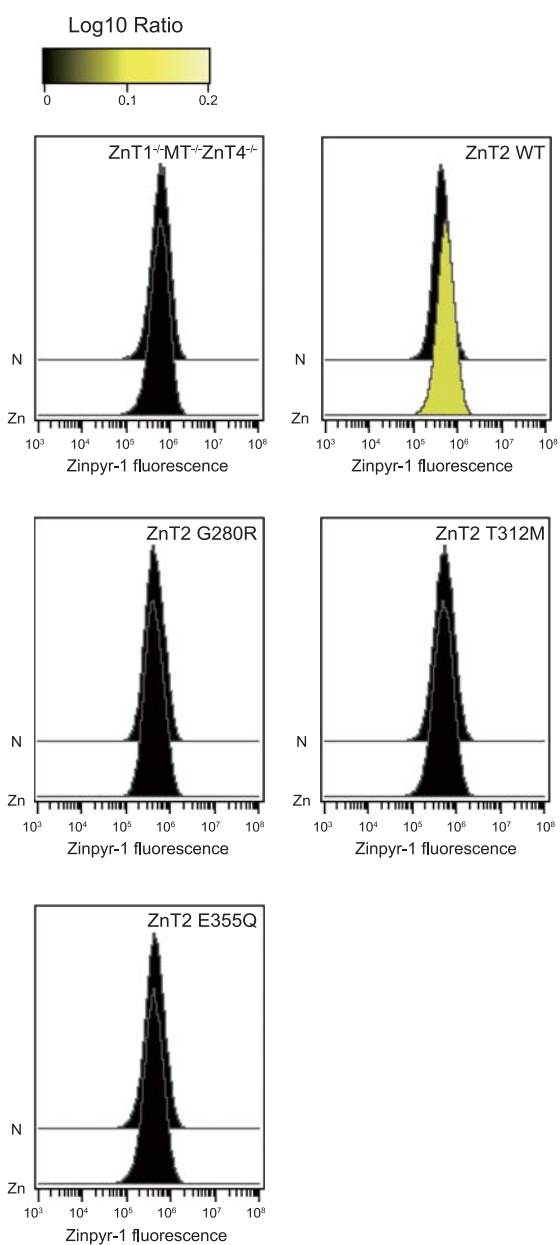 Log10 Ratio
0 0.1 0.2
ZnT1⁻/⁻MT⁻/⁻ZnT4⁻/⁻
N
Zn
10³ 10⁴ 10⁵ 10⁶ 10⁷ 10⁸
Zinpyr-1 fluorescence
ZnT2 WT
N
Zn
10³ 10⁴ 10⁵ 10⁶ 10⁷ 10⁸
Zinpyr-1 fluorescence
ZnT2 G280R
N
Zn
10³ 10⁴ 10⁵ 10⁶ 10⁷ 10⁸
Zinpyr-1 fluorescence
ZnT2 T312M
N
Zn
10³ 10⁴ 10⁵ 10⁶ 10⁷ 10⁸
Zinpyr-1 fluorescence
ZnT2 E355Q
N
Zn
10³ 10⁴ 10⁵ 10⁶ 10⁷ 10⁸
Zinpyr-1 fluorescence